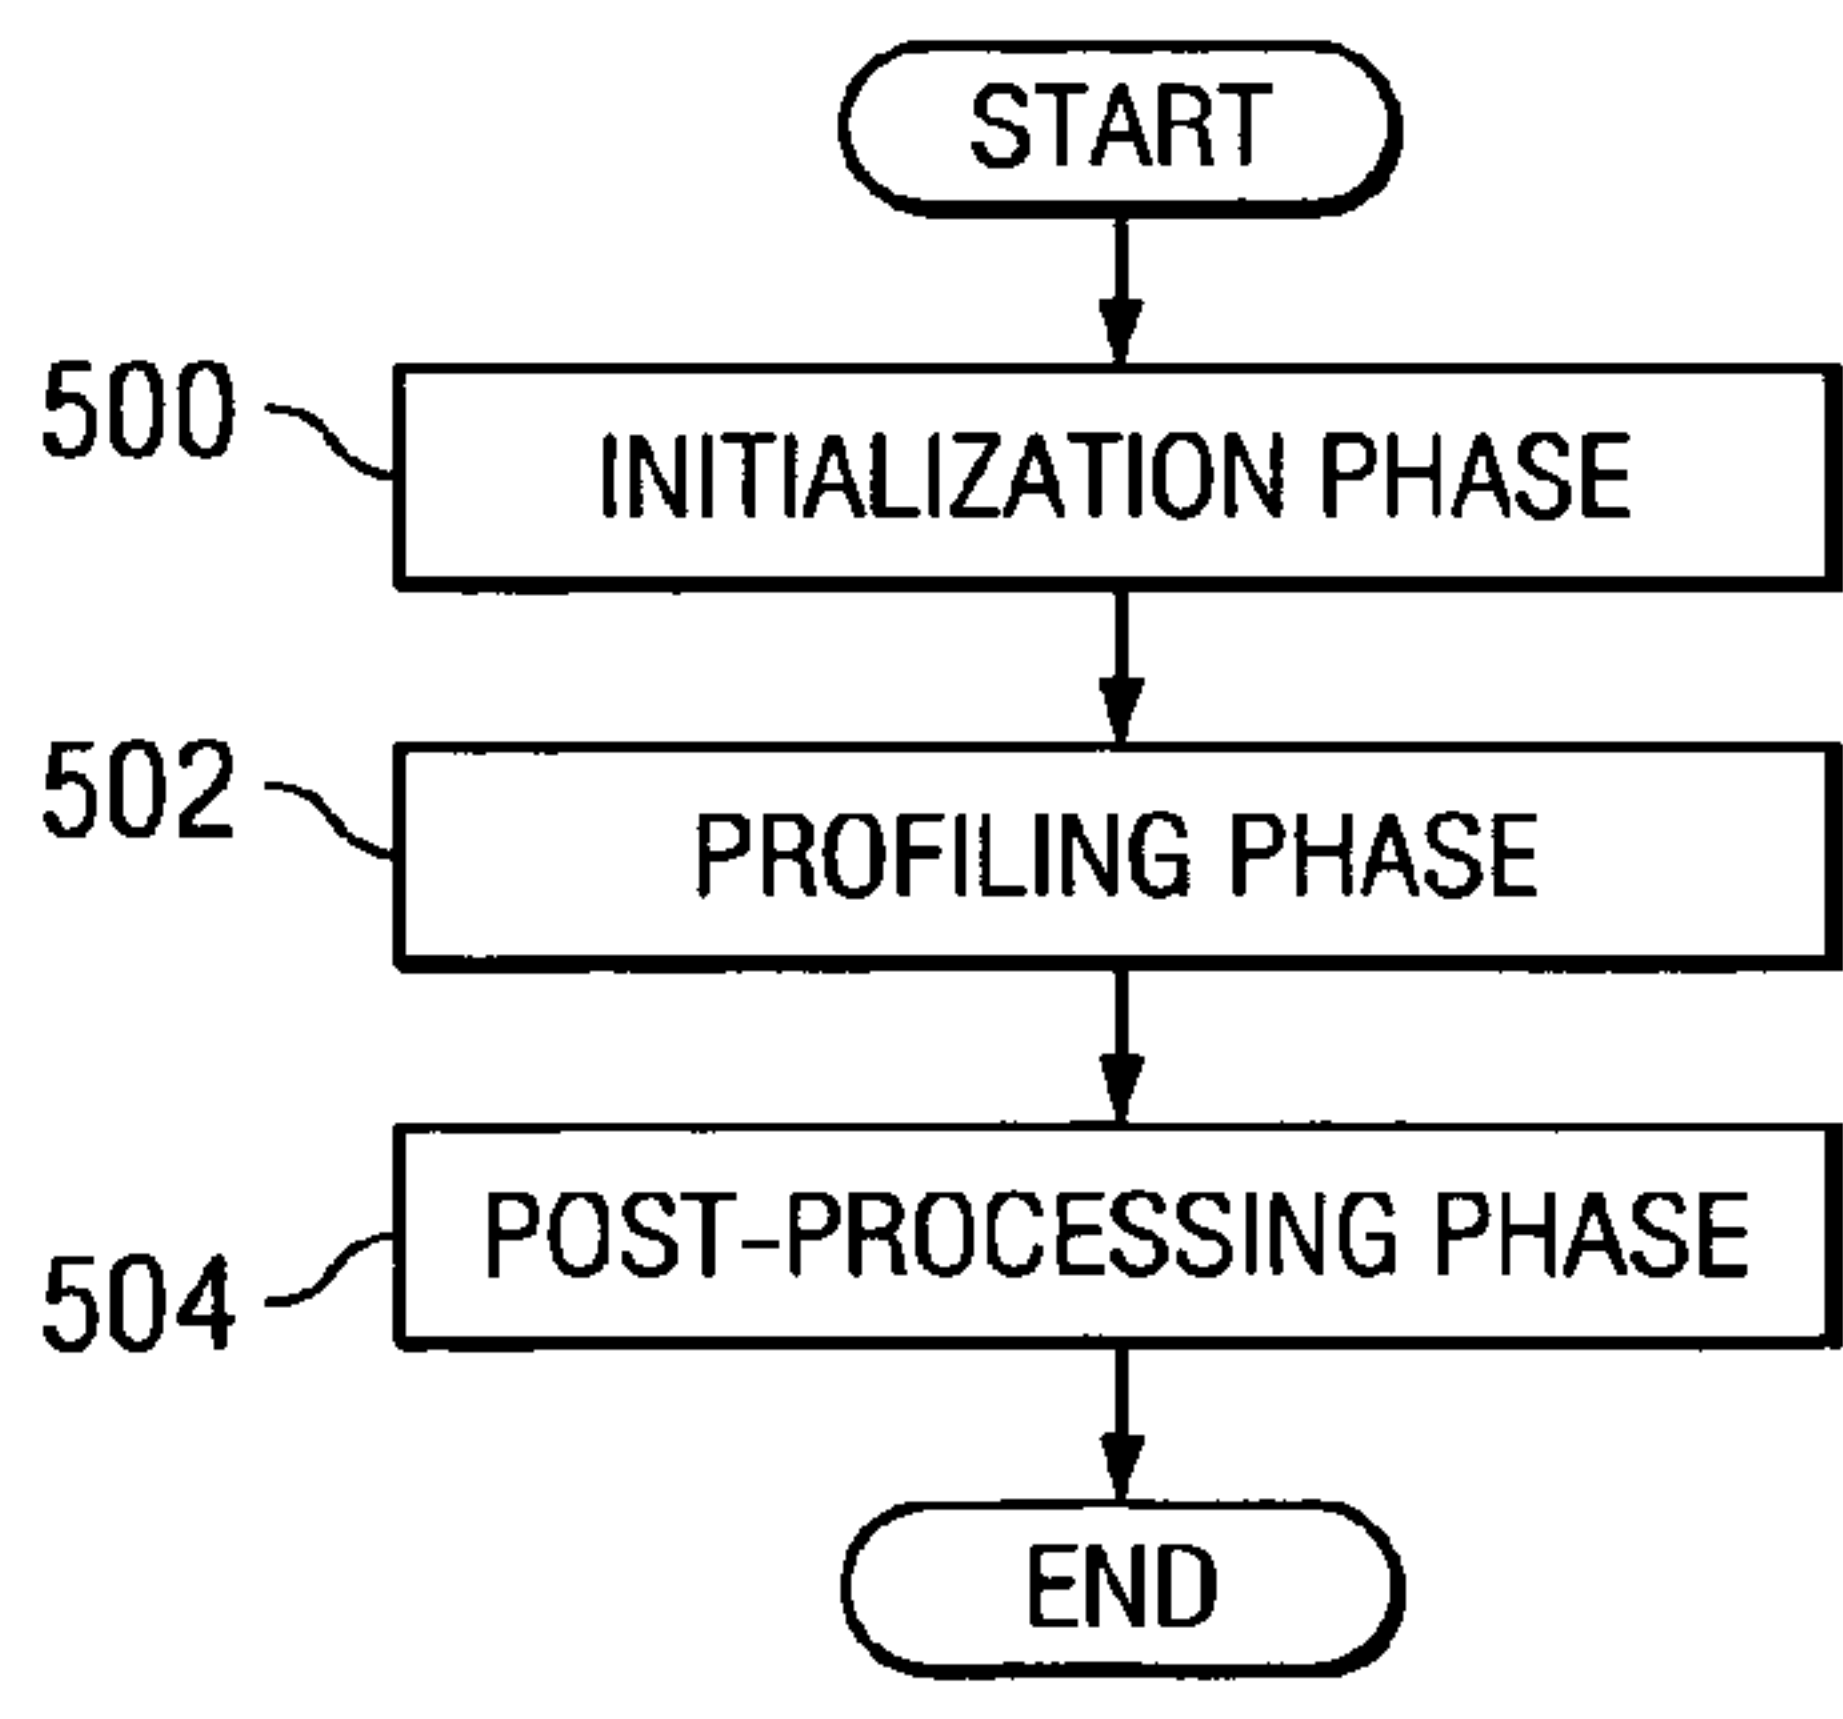 START
500
INITIALIZATION PHASE
502
PROFILING PHASE
504
POST-PROCESSING PHASE
END